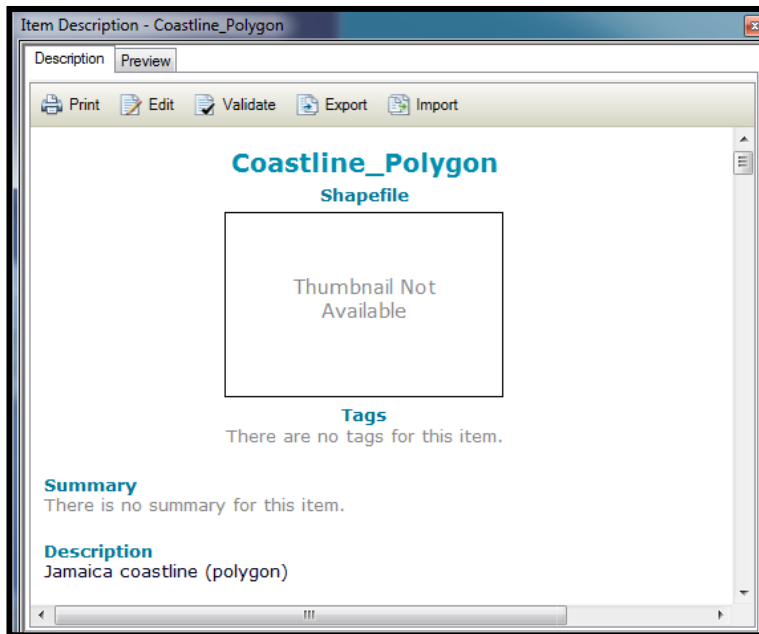 Item Description - Coastline_Polygon
Description Preview
Print Edit Validate Export Import
Coastline_Polygon
Shapefile
Thumbnail Not
Available
Tags
There are no tags for this item.
Summary
There is no summary for this item.
Description
Jamaica coastline (polygon)